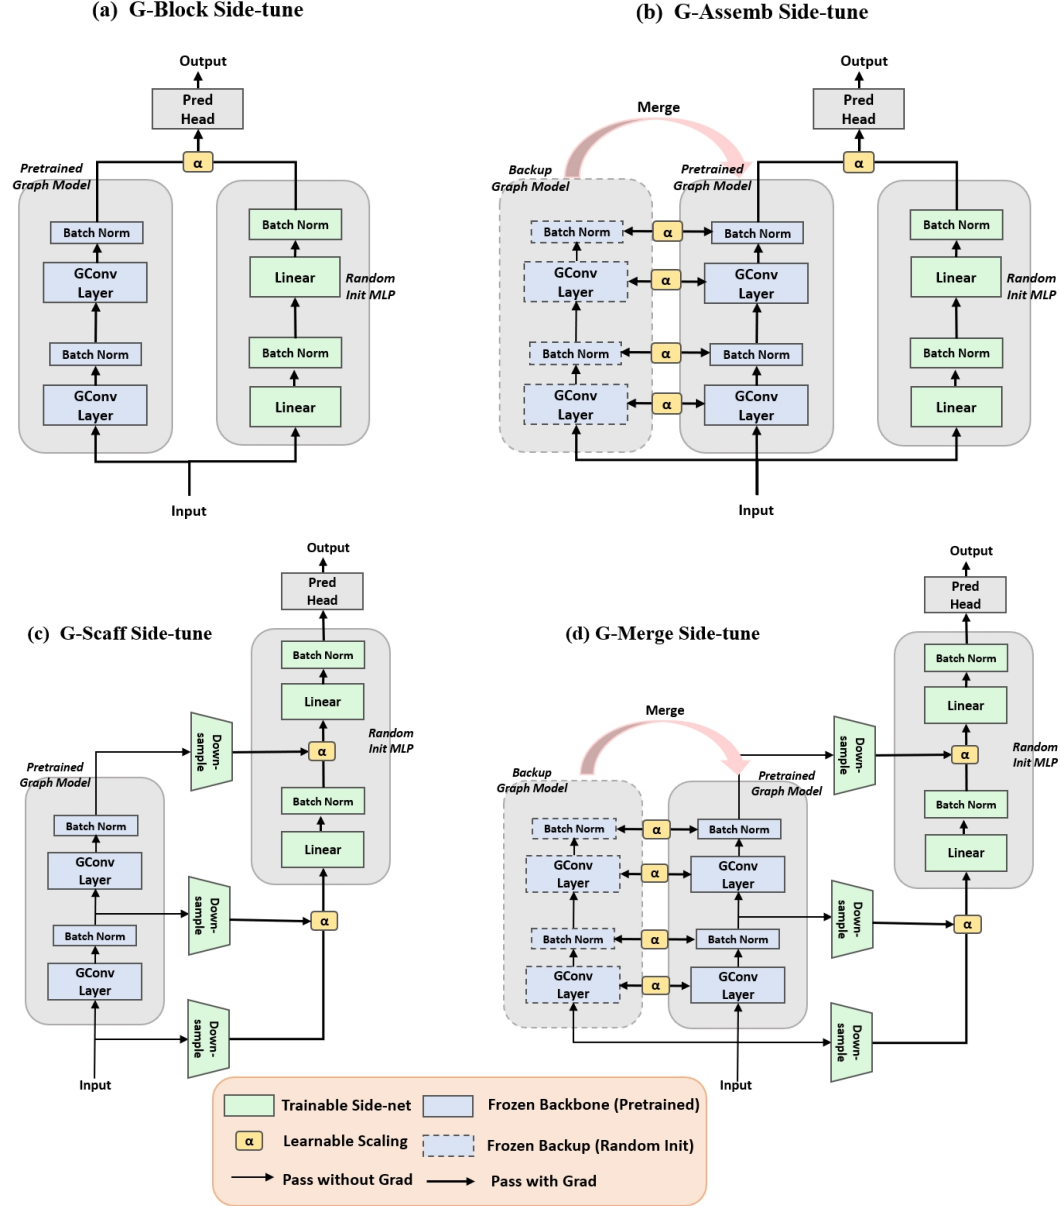 (a) G-Block Side-tune
Output
Pred
Head
α
Pretrained
Graph Model
Batch Norm
GConv
Layer
Batch Norm
GConv
Layer
Batch Norm
Linear
Random
Init MLP
Batch Norm
Linear
Input
(b) G-Assemb Side-tune
Output
Pred
Head
Merge
α
Backup
Graph Model
Pretrained
Graph Model
Batch Norm
α
Batch Norm
GConv
Layer
α
GConv
Layer
Batch Norm
α
Batch Norm
GConv
Layer
α
GConv
Layer
Batch Norm
Linear
Random
Init MLP
Batch Norm
Linear
Input
(c) G-Scaff Side-tune
Output
Pred
Head
Batch Norm
Linear
Random
Init MLP
α
Batch Norm
Linear
α
Down-
sample
Down-
sample
Down-
sample
Pretrained
Graph Model
Batch Norm
GConv
Layer
Batch Norm
GConv
Layer
Input
(d) G-Merge Side-tune
Output
Pred
Head
Batch Norm
Linear
Random
Init MLP
α
Batch Norm
Linear
α
Down-
sample
Down-
sample
Down-
sample
Merge
Backup
Graph Model
Pretrained
Graph Model
Batch Norm
α
Batch Norm
GConv
Layer
α
GConv
Layer
Batch Norm
α
Batch Norm
GConv
Layer
α
GConv
Layer
Input
Trainable Side-net
Frozen Backbone (Pretrained)
α
Learnable Scaling
Frozen Backup (Random Init)
Pass without Grad
Pass with Grad